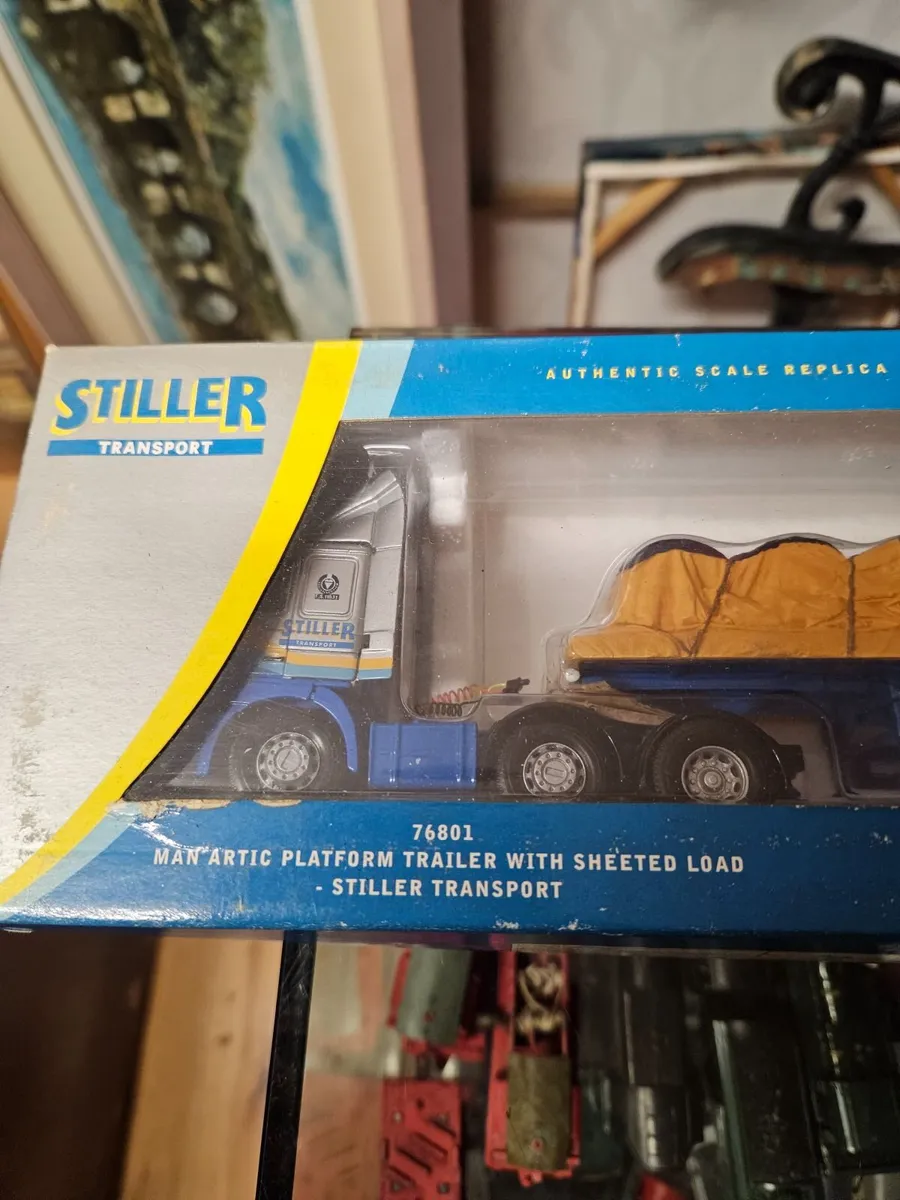 STILLER
TRANSPORT
AUTHENTIC SCALE REPLICA
STILLER
TRANSPORT
76801
MAN ARTIC PLATFORM TRAILER WITH SHEETED LOAD
- STILLER TRANSPORT